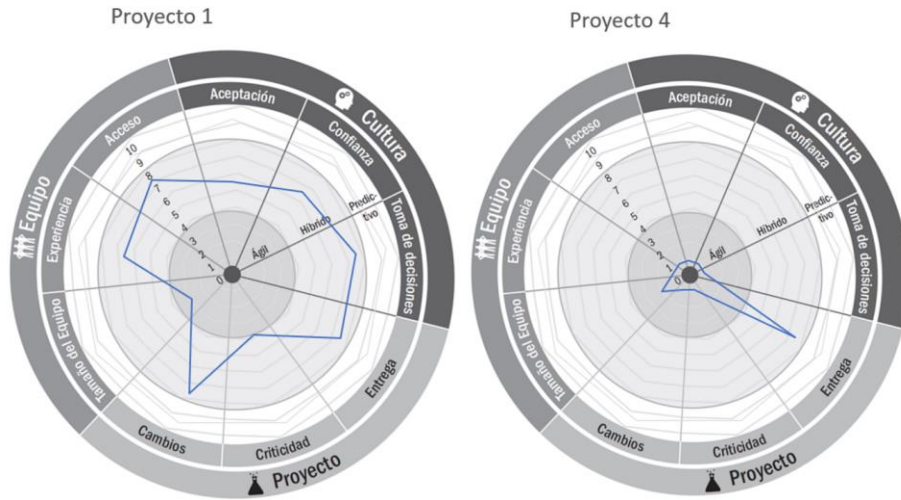 Proyecto 1
Cultura
Aceptación
Confianza
Toma de decisiones
Equipo
Acceso
Experiencia
Tamaño del Equipo
Proyecto
Cambios
Criticidad
Entrega
10
9
8
7
6
5
4
3
2
1
0
Ágil
Híbrido
Predic-
tivo
Proyecto 4
Cultura
Aceptación
Confianza
Toma de decisiones
Equipo
Acceso
Experiencia
Tamaño del Equipo
Proyecto
Cambios
Criticidad
Entrega
10
9
8
7
6
5
4
3
2
1
0
Ágil
Híbrido
Predic-
tivo